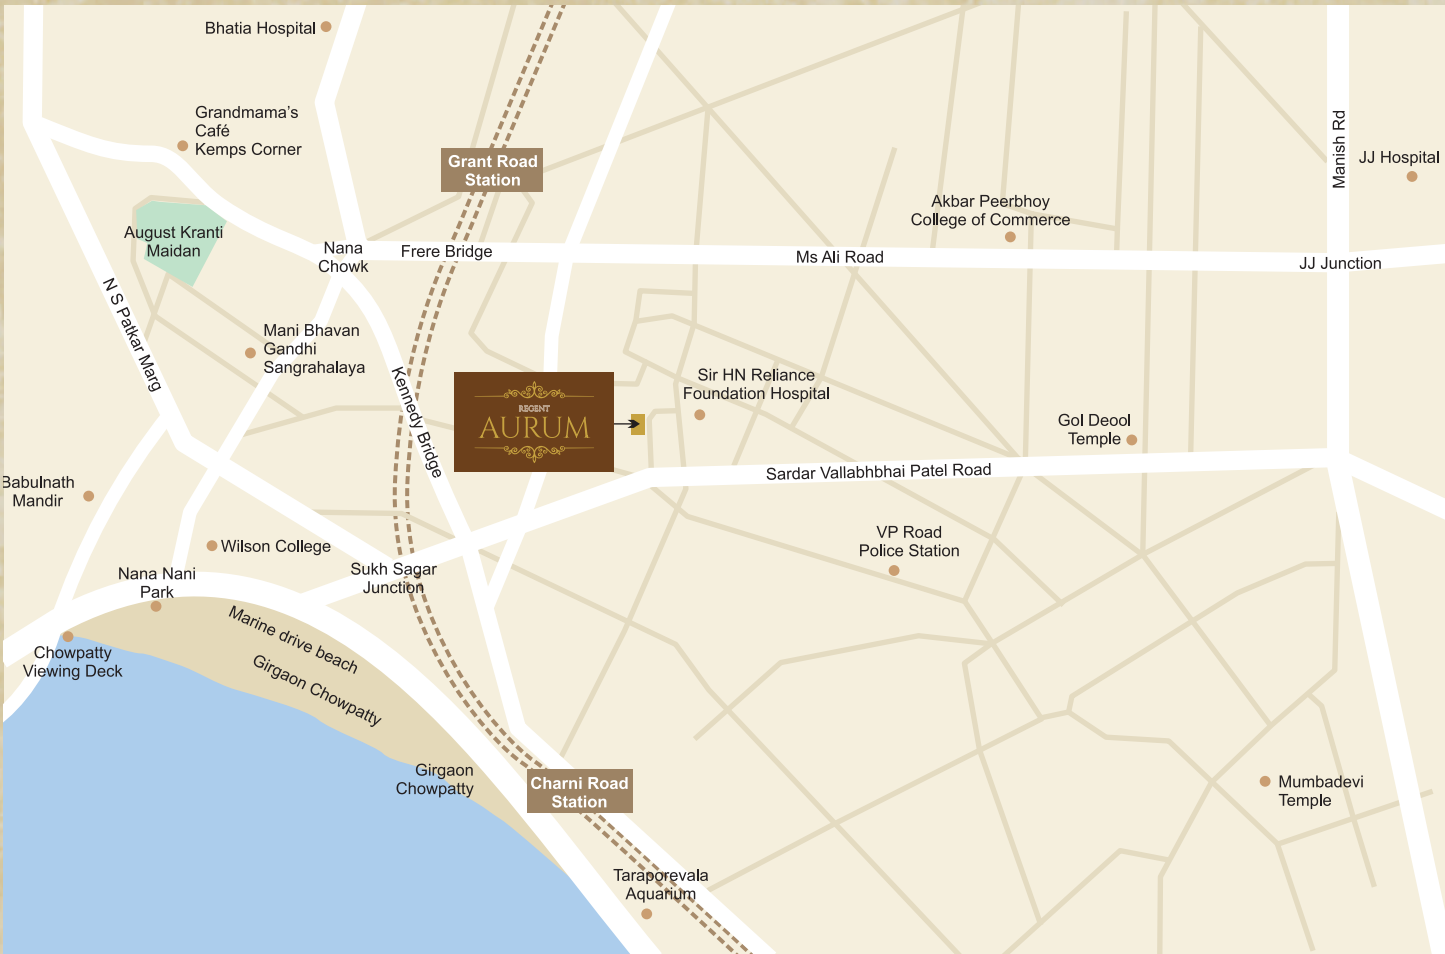 Bhatia Hospital
Grandmama's
Café
Kemps Corner
Grant Road
Station
Manish Rd
JJ Hospital
Akbar Peerbhoy
College of Commerce
August Kranti
Maidan
Nana
Chowk
Frere Bridge
Ms Ali Road
JJ Junction
N S Patkar Marg
Mani Bhavan
Gandhi
Sangrahalaya
Kennedy Bridge
REGENT
AURUM
Sir HN Reliance
Foundation Hospital
Gol Deool
Temple
Sardar Vallabhbhai Patel Road
Babulnath
Mandir
Wilson College
VP Road
Police Station
Sukh Sagar
Junction
Nana Nani
Park
Marine drive beach
Girgaon Chowpatty
Chowpatty
Viewing Deck
Girgaon
Chowpatty
Charni Road
Station
Mumbadevi
Temple
Taraporevala
Aquarium